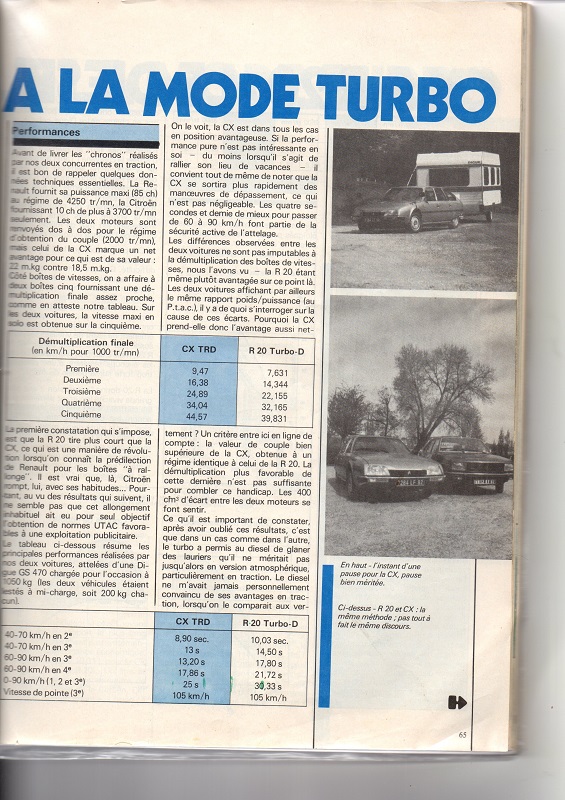 A LA MODE TURBO
Performances
Avant de livrer les "chronos" réalisés
par nos deux concurrentes en traction,
il est bon de rappeler quelques don-
nées techniques essentielles. La Re-
nault fournit sa puissance maxi (85 ch)
au régime de 4250 tr/mn, la Citroën
fournissant 10 ch de plus à 3700 tr/mn
seulement. Les deux moteurs sont
renvoyés dos à dos pour le régime
d'obtention du couple (2000 tr/mn),
mais celui de la CX marque un net
avantage pour ce qui est de sa valeur :
22 m.kg contre 18,5 m.kg.
Côté boîtes de vitesses, on a affaire à
deux boîtes cinq fournissant une dé-
multiplication finale assez proche,
comme en atteste notre tableau. Sur
les deux voitures, la vitesse maxi en
solo est obtenue sur la cinquième.
On le voit, la CX est dans tous les cas
en position avantageuse. Si la perfor-
mance pure n'est pas intéressante en
soi – du moins lorsqu'il s'agit de
rallier son lieu de vacances – il
convient tout de même de noter que la
CX se sortira plus rapidement des
manœuvres de dépassement, ce qui
n'est pas négligeable. Les quatre se-
condes et demie de mieux pour passer
de 60 à 90 km/h font partie de la
sécurité active de l'attelage.
Les différences observées entre les
deux voitures ne sont pas imputables à
la démultiplication des boîtes de vites-
ses, nous l'avons vu – la R 20 étant
même plutôt avantagée sur ce point là.
Les deux voitures affichant par ailleurs
le même rapport poids/puissance (au
P.t.a.c.), il y a de quoi s'interroger sur la
cause de ces écarts. Pourquoi la CX
prend-elle donc l'avantage aussi net-
Démultiplication finale
(en km/h pour 1000 tr/mn) CX TRD R 20 Turbo-D
Première 9,47 7,631
Deuxième 16,38 14,344
Troisième 24,89 22,155
Quatrième 34,04 32,165
Cinquième 44,57 39,831
La première constatation qui s'impose,
est que la R 20 tire plus court que la
CX, ce qui est une manière de révolu-
tion lorsqu'on connaît la prédilection
de Renault pour les boîtes "à ral-
longe". Il est vrai que, là, Citroën
rompt, lui, avec ses habitudes... Pour-
tant, au vu des résultats qui suivent, il
ne semble pas que cet allongement
inhabituel ait eu pour seul objectif
l'obtention de normes UTAC favora-
bles à une exploitation publicitaire.
Le tableau ci-dessous résume les
principales performances réalisées par
nos deux voitures, attelées d'une Di-
gue GS 470 chargée pour l'occasion à
1050 kg (les deux véhicules étaient
lestés à mi-charge, soit 200 kg cha-
cun).
tement ? Un critère entre ici en ligne de
compte : la valeur de couple bien
supérieure de la CX, obtenue à un
régime identique à celui de la R 20. La
démultiplication plus favorable de
cette dernière n'est pas suffisante
pour combler ce handicap. Les 400
cm³ d'écart entre les deux moteurs se
font sentir.
Ce qu'il est important de constater,
après avoir oublié ces résultats, c'est
que dans un cas comme dans l'autre,
le turbo a permis au diesel de glaner
des lauriers qu'il ne méritait pas
jusqu'alors en version atmosphérique,
particulièrement en traction. Le diesel
ne m'avait jamais personnellement
convaincu de ses avantages en trac-
tion, lorsqu'on le comparait aux ver-
CX TRD R 20 Turbo-D
40-70 km/h en 2e 8,90 sec. 10,03 sec.
40-70 km/h en 3e 13 s 14,50 s
60-90 km/h en 3e 13,20 s 17,80 s
60-90 km/h en 4e 17,86 s 21,72 s
0-90 km/h (1, 2 et 3e) 25 s 30,33 s
Vitesse de pointe (3e) 105 km/h 105 km/h
En haut - l'instant d'une
pause pour la CX, pause
bien méritée.
Ci-dessus - R 20 et CX : la
même méthode ; pas tout à
fait le même discours.
65